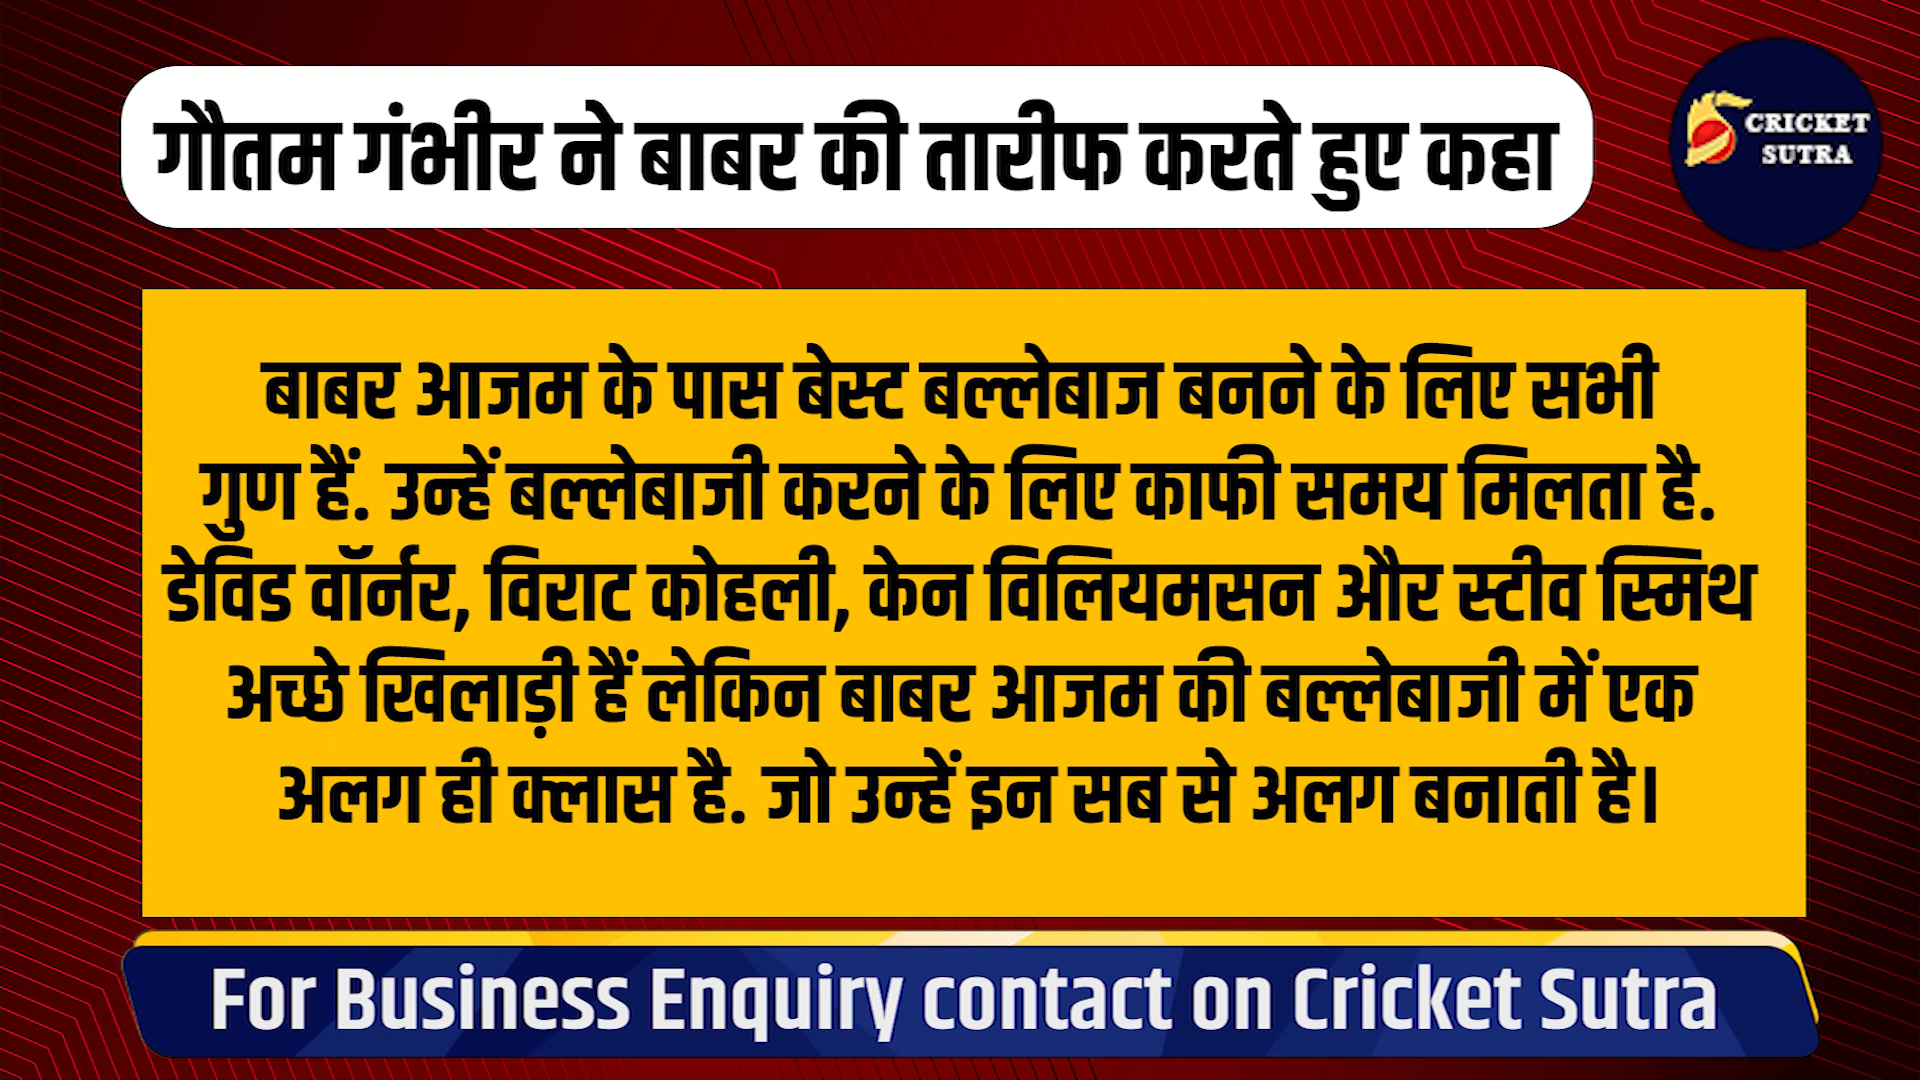 गौतम गंभीर ने बाबर की तारीफ करते हुए कहा
CRICKET
SUTRA
बाबर आजम के पास बेस्ट बल्लेबाज बनने के लिए सभी
गुण हैं. उन्हें बल्लेबाजी करने के लिए काफी समय मिलता है.
डेविड वॉर्नर, विराट कोहली, केन विलियमसन और स्टीव स्मिथ
अच्छे खिलाड़ी हैं लेकिन बाबर आजम की बल्लेबाजी में एक
अलग ही क्लास है. जो उन्हें इन सब से अलग बनाती है।
For Business Enquiry contact on Cricket Sutra